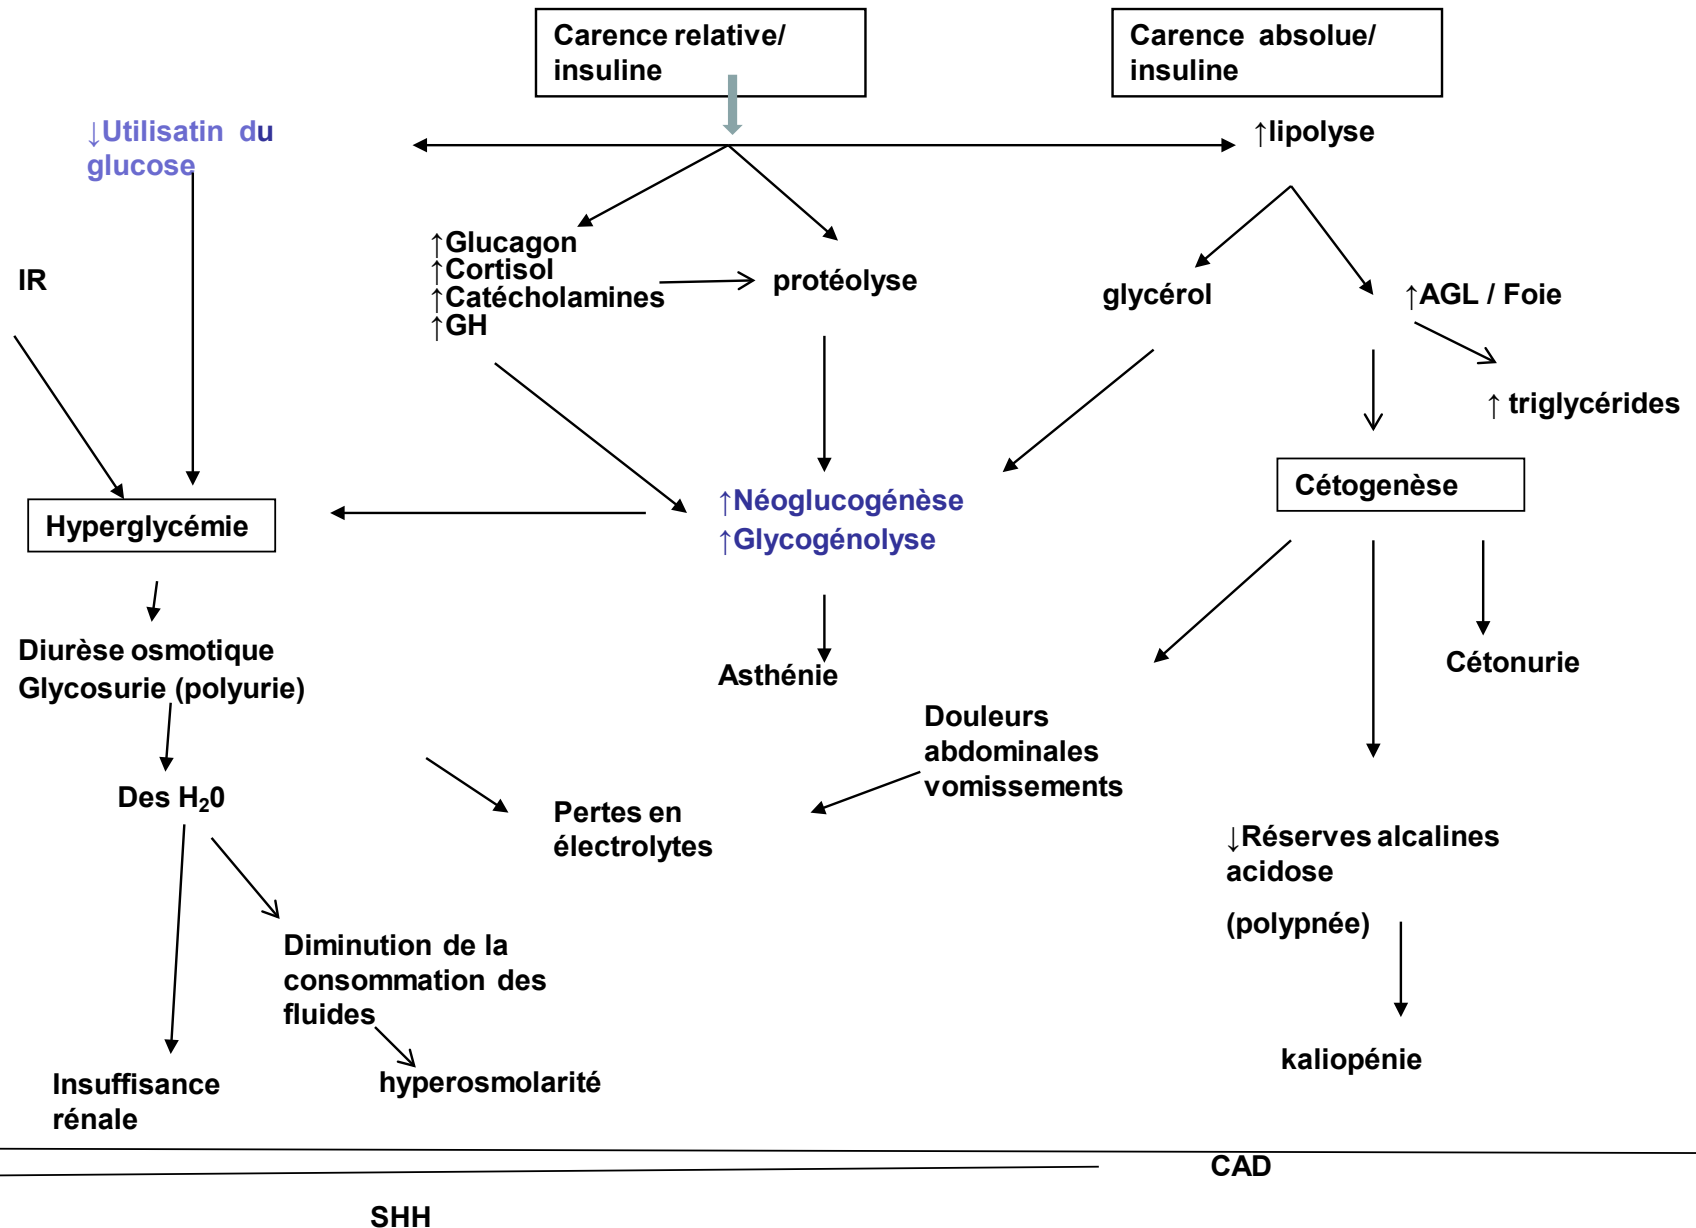 Carence relative/
insuline
Carence absolue/
insuline
↓Utilisatin du
glucose
↑lipolyse
↑Glucagon
↑Cortisol
↑Catécholamines
↑GH
protéolyse
IR
glycérol
↑AGL / Foie
↑ triglycérides
Hyperglycémie
↑Néoglucogénèse
↑Glycogénolyse
Cétogenèse
Diurèse osmotique
Glycosurie (polyurie)
Asthénie
Cétonurie
Douleurs
abdominales
vomissements
Des H₂0
Pertes en
électrolytes
↓Réserves alcalines
acidose
(polypnée)
Diminution de la
consommation des
fluides
kaliopénie
Insuffisance
rénale
hyperosmolarité
CAD
SHH